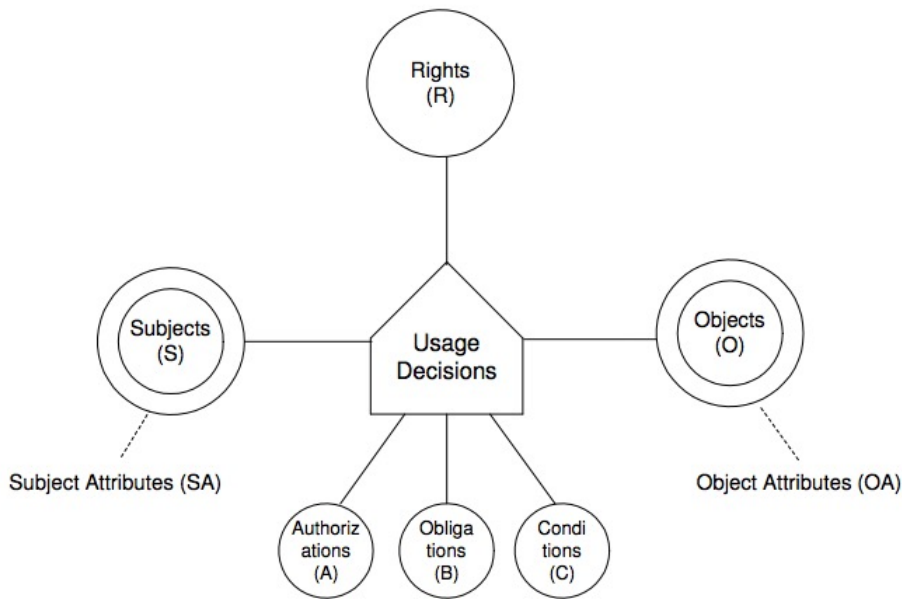 Rights
(R)
Subjects
(S)
Usage
Decisions
Objects
(O)
Subject Attributes (SA)
Object Attributes (OA)
Authoriz
ations
(A)
Obliga
tions
(B)
Condi
tions
(C)